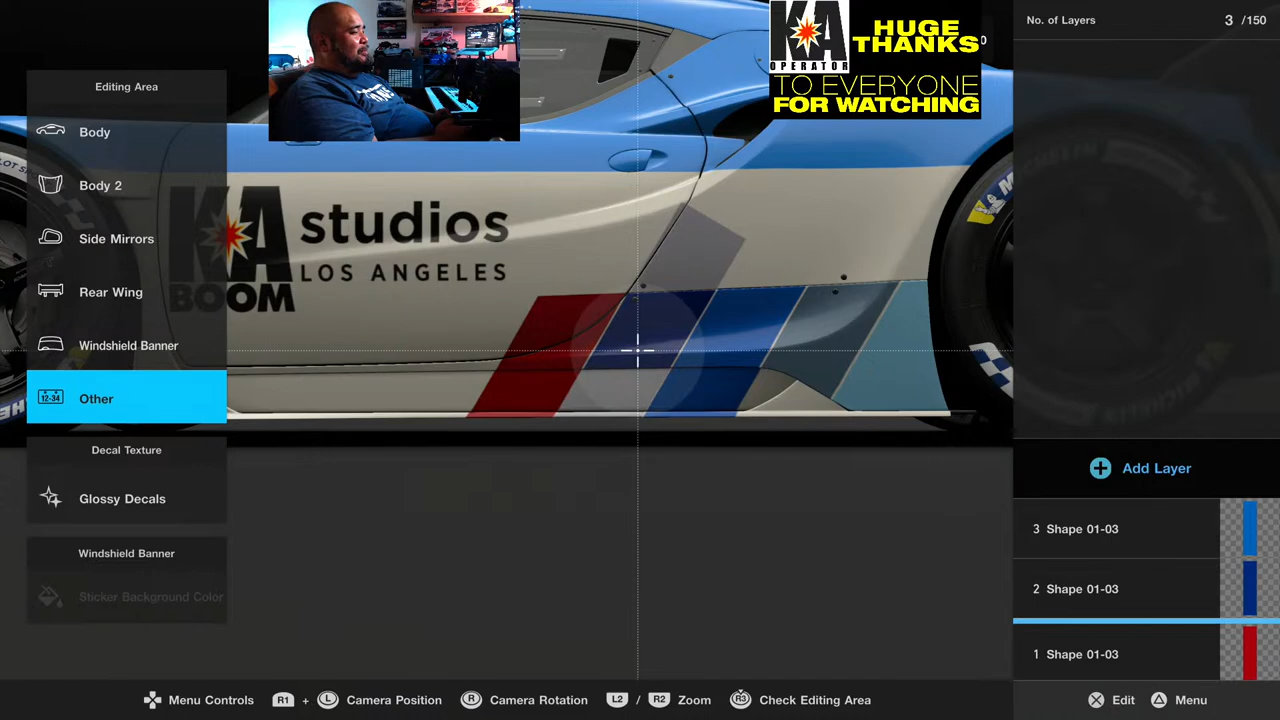 No. of Layers 3 /150
KA
OPERATOR
HUGE
THANKS
TO EVERYONE
FOR WATCHING
Editing Area
Body
Body 2
Side Mirrors
Rear Wing
Windshield Banner
12-34 Other
Decal Texture
Glossy Decals
Windshield Banner
Sticker Background Color
KA
BOOM
studios
LOS ANGELES
Add Layer
3 Shape 01-03
2 Shape 01-03
1 Shape 01-03
Menu Controls
R1 + L Camera Position
R Camera Rotation
L2 / R2 Zoom
R3 Check Editing Area
Edit
Menu